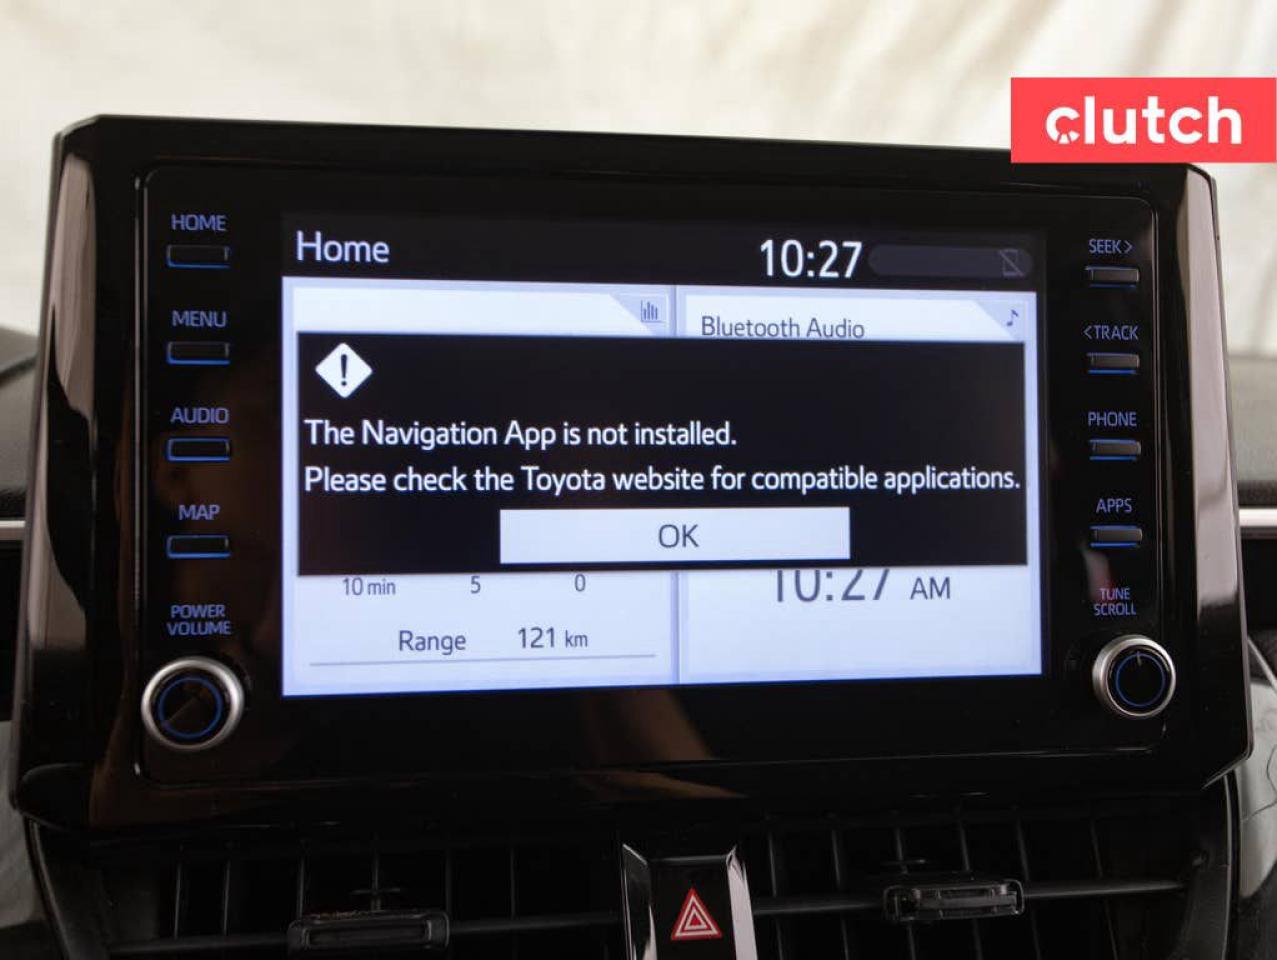 clutch
HOME
MENU
AUDIO
MAP
POWER
VOLUME
Home
10:27
Bluetooth Audio
The Navigation App is not installed.
Please check the Toyota website for compatible applications.
OK
10 min 5 0
Range 121 km
10:27 AM
SEEK>
<TRACK
PHONE
APPS
TUNE
SCROLL